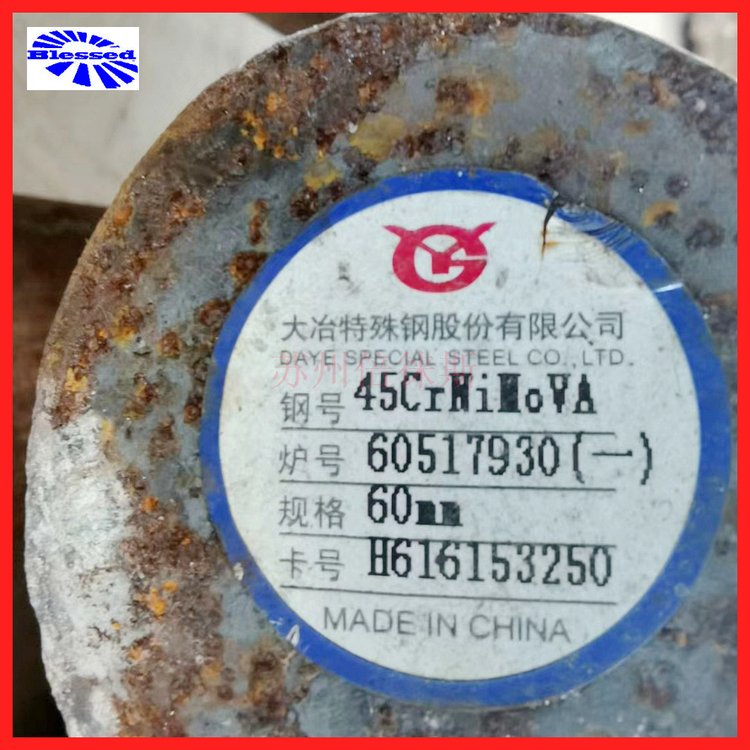 Blessed
大冶特殊钢股份有限公司
DAYE SPECIAL STEEL CO.,LTD.
钢号 45CrNiMoVA
炉号 60517930(一)
规格 60mm
卡号 H616153250
MADE IN CHINA